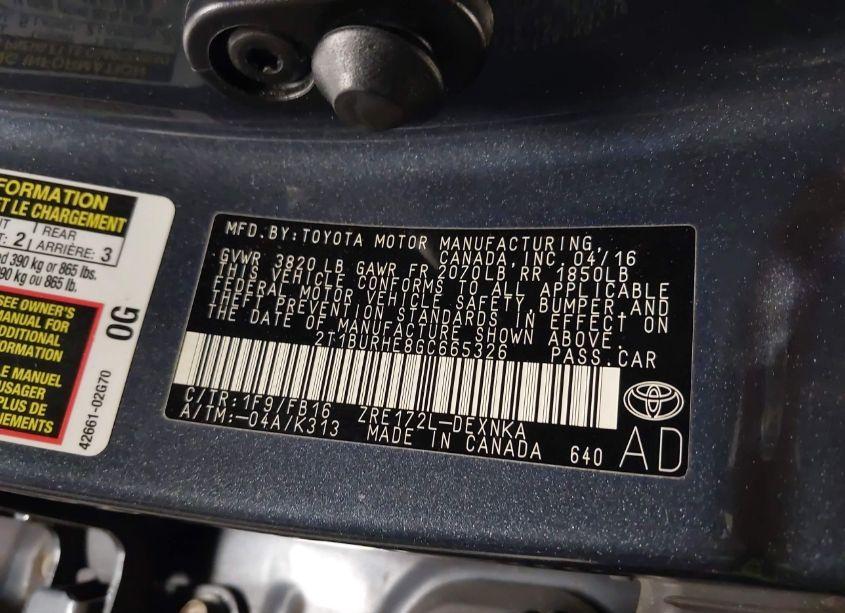 FORMATION
ET LE CHARGEMENT
REAR
: 2
ARRIÈRE: 3
390 kg or 865 lbs.
390 kg ou 865 lb.
SEE OWNER'S
MANUAL FOR
ADDITIONAL
INFORMATION
LE MANUEL
USAGER
PLUS DE
0G
42661-02G70
MFD. BY: TOYOTA MOTOR MANUFACTURING,
CANADA, INC. 04/16
GVWR 3820 LB GAWR FR 2020LB RR 1850LB
THIS VEHICLE CONFORMS TO ALL APPLICABLE
FEDERAL MOTOR VEHICLE SAFETY, BUMPER, AND
THEFT PREVENTION STANDARDS IN EFFECT ON
THE DATE OF MANUFACTURE SHOWN ABOVE.
2T1BURHE8GC665326 PASS.CAR
C/TR: 1F9/FB16 ZRE172L-DEXNKA
A/TM: -04A/K313 MADE IN CANADA 640
AD